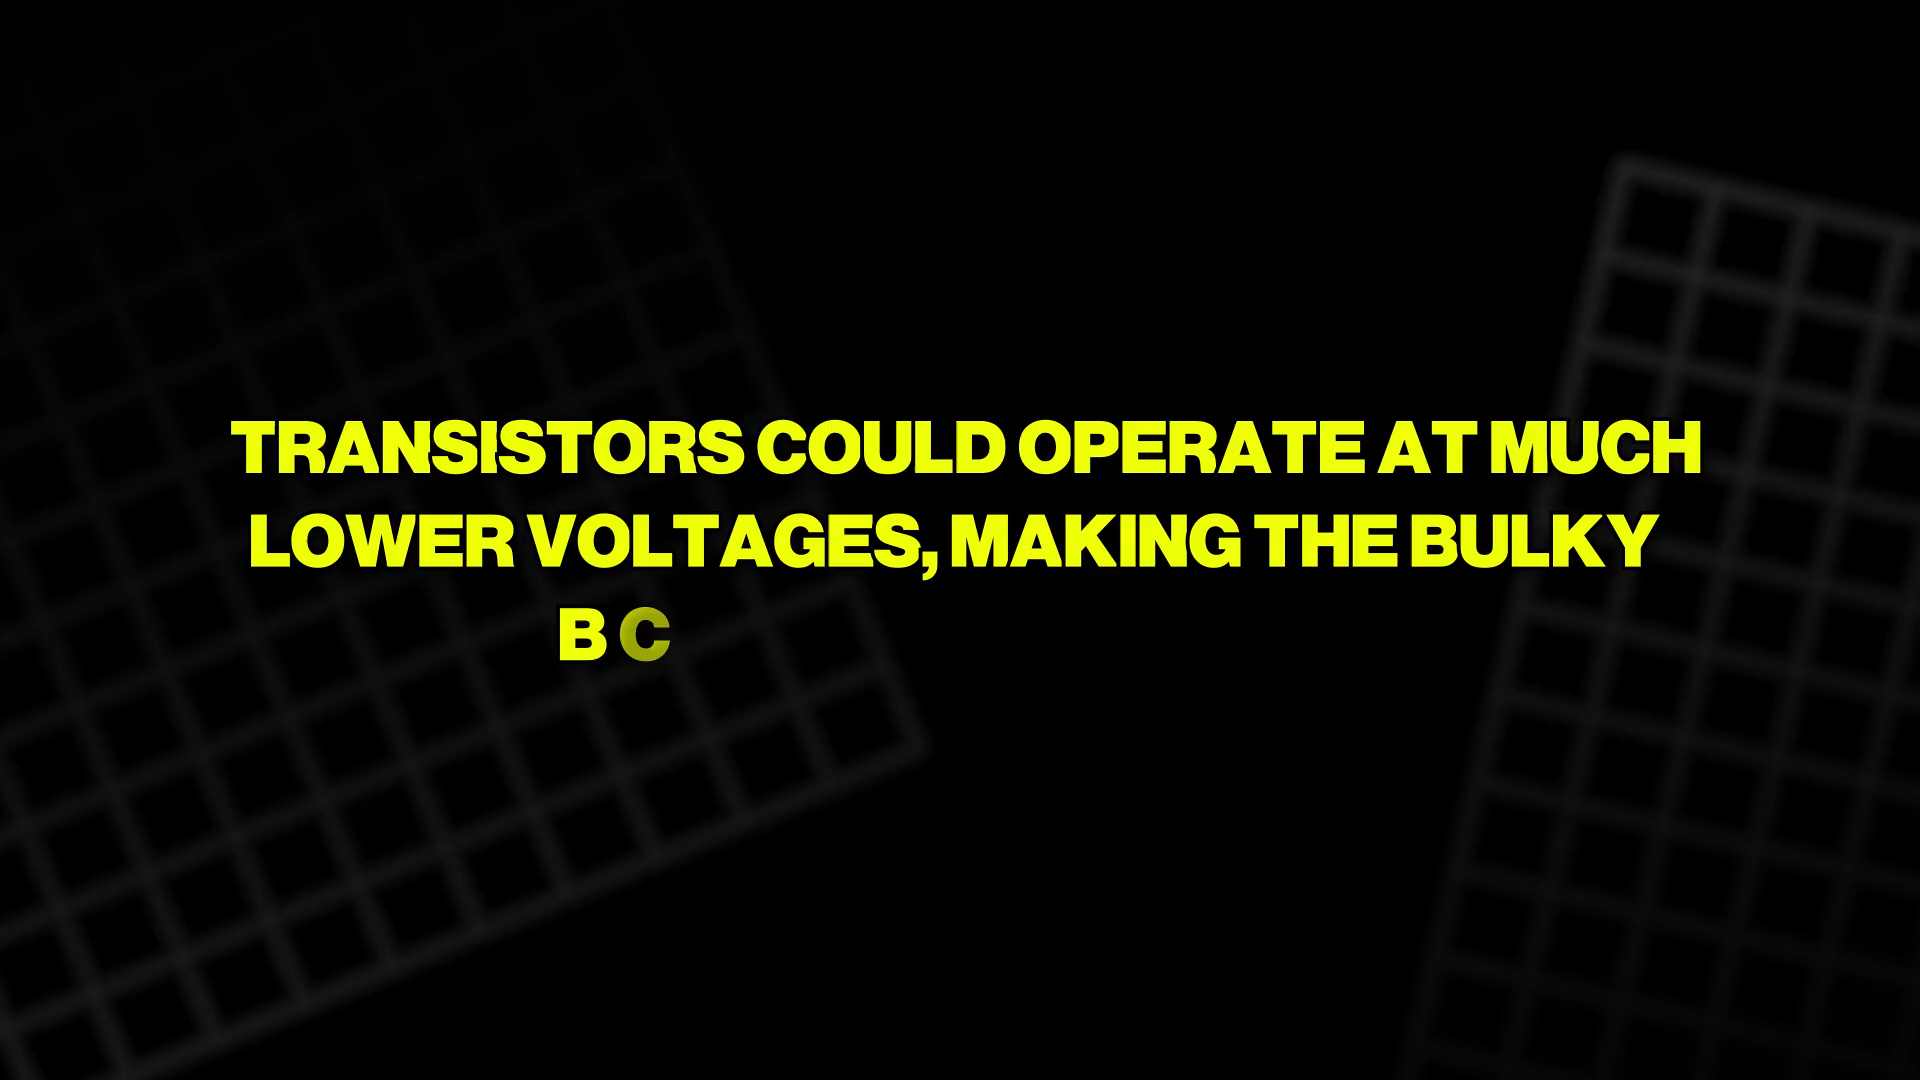 TRANSISTORS COULD OPERATE AT MUCH
LOWER VOLTAGES, MAKING THE BULKY
B C